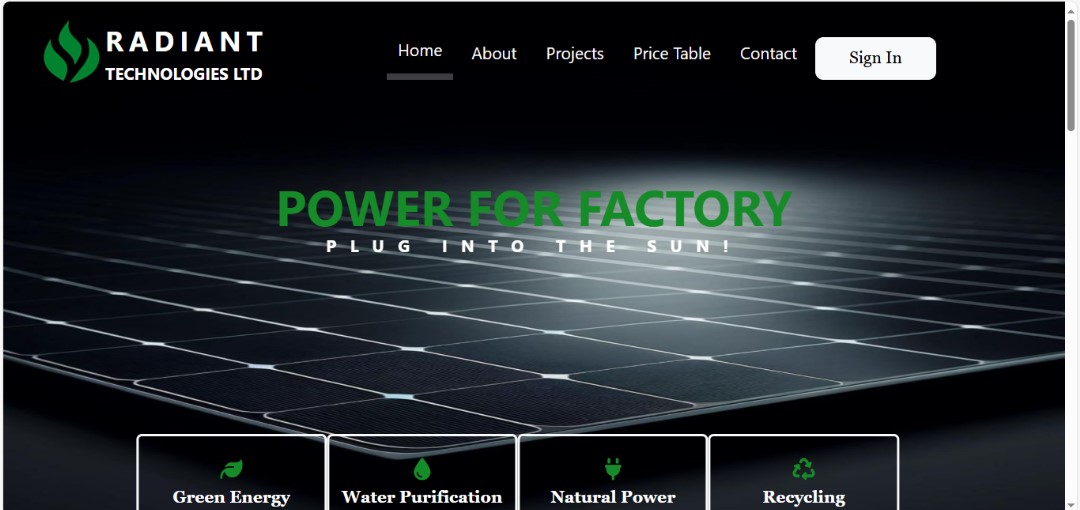 RADIANT
TECHNOLOGIES LTD
Home About Projects Price Table Contact Sign In
POWER FOR FACTORY
PLUG INTO THE SUN!
Green Energy Water Purification Natural Power Recycling